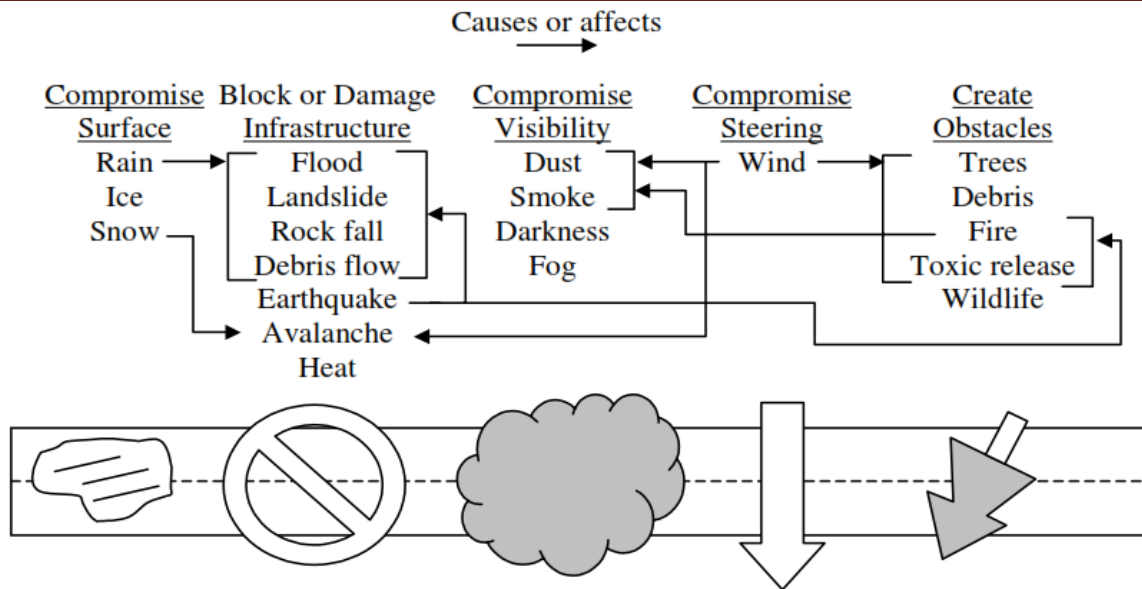 Causes or affects
Compromise Block or Damage Compromise Compromise Create
Surface Infrastructure Visibility Steering Obstacles
Rain Flood Dust Wind Trees
Ice Landslide Smoke Debris
Snow Rock fall Darkness Fire
Debris flow Fog Toxic release
Earthquake Wildlife
Avalanche
Heat